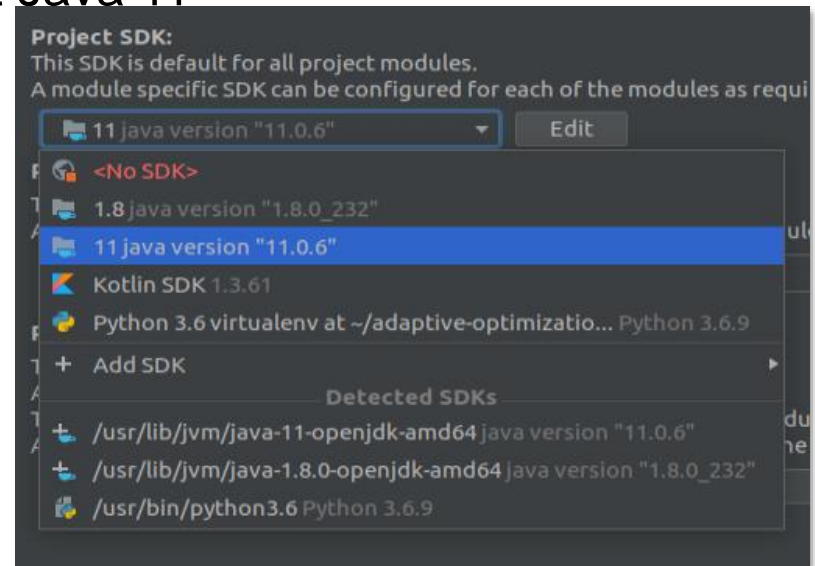 Java 11
Project SDK:
This SDK is default for all project modules.
A module specific SDK can be configured for each of the modules as requi
11 java version "11.0.6"
Edit
<No SDK>
1.8 java version "1.8.0_232"
11 java version "11.0.6"
ul
Kotlin SDK 1.3.61
Python 3.6 virtualenv at ~/adaptive-optimizatio... Python 3.6.9
+ Add SDK
Detected SDKs
/usr/lib/jvm/java-11-openjdk-amd64 java version "11.0.6"
du
/usr/lib/jvm/java-1.8.0-openjdk-amd64 java version "1.8.0_232"
he
/usr/bin/python3.6 Python 3.6.9